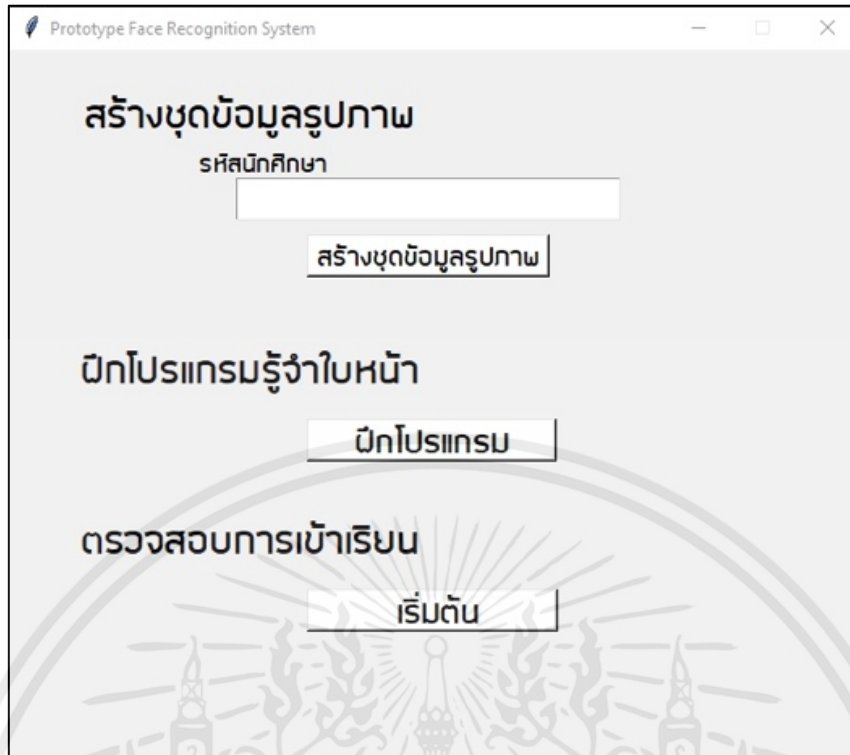 Prototype Face Recognition System
สร้างชุดข้อมูลรูปภาพ
รหัสนักศึกษา
สร้างชุดข้อมูลรูปภาพ
ฝึกโปรแกรมรู้จำใบหน้า
ฝึกโปรแกรม
ตรวจสอบการเข้าเรียน
เริ่มต้น